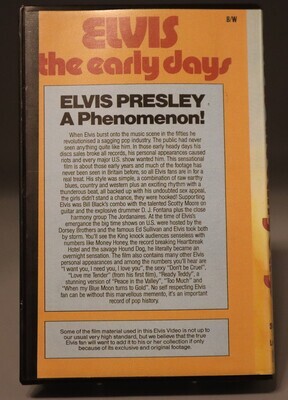 B/W
ELVIS
the early days
ELVIS PRESLEY
A Phenomenon!
When Elvis burst onto the music scene in the fifties he
revolutionised a sagging pop industry. The public had never
seen anything quite like him. In those early heady days his
discs sales broke all records, his personal appearances caused
riots and every major U.S. show wanted him. This sensational
film is about those early years and much of the footage has
never been seen in Britain before, so all Elvis fans are in for a
real treat. His style was simple, a combination of raw earthy
blues, country and western plus an exciting rhythm with a
thunderous beat, all backed up with his undoubted sex appeal,
the girls didn't stand a chance, they were hooked! Supporting
Elvis was Bill Black's combo with the talented Scotty Moore on
guitar and the explosive drummer D. J. Fontana plus the close
harmony group The Jordanaires. At the time of Elvis's
emergence the big time shows on U.S. were hosted by the
Dorsey Brothers and the famous Ed Sullivan and Elvis took both
by storm. You'll see the King knock audiences senseless with
numbers like Money Honey, the record breaking Heartbreak
Hotel and the savage Hound Dog, he literally became an
overnight sensation. The film also contains many other Elvis
personal appearances and among the numbers you'll hear are
"I want you, I need you, I love you", the sexy "Don't be Cruel",
"Love me Tender" (from his first film), "Ready Teddy", a
stunning version of "Peace in the Valley", "Too Much" and
"When my Blue Moon turns to Gold". No self respecting Elvis
fan can be without this marvellous memento, it's an important
record of pop history.
Some of the film material used in this Elvis Video is not up to
our usual very high standard, but we believe that the true
Elvis fan will want to add it to his or her collection if only
because of its exclusive and original footage.